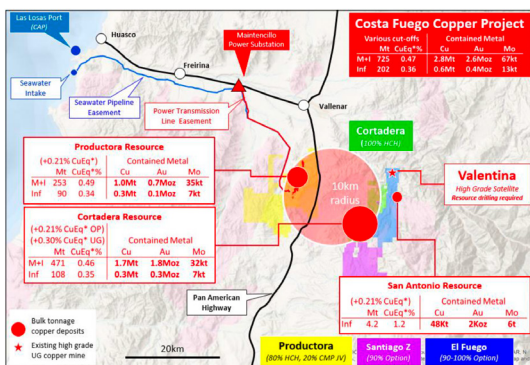 Las Losas Port
(CAP)
Huasco
Maintencillo
Power Substation
Freirina
Seawater
Intake
Seawater Pipeline
Easement
Power Transmission
Line Easement
Vallenar
Costa Fuego Copper Project
Various cut-offs Contained Metal
Mt CuEq*% Cu Au Mo
M+I 725 0.47 2.8Mt 2.6Moz 67kt
Inf 202 0.36 0.6Mt 0.4Moz 13kt
Productora Resource
(+0.21% CuEq*) Contained Metal
Mt CuEq*% Cu Au Mo
M+I 253 0.49 1.0Mt 0.7Moz 35kt
Inf 90 0.34 0.3Mt 0.1Moz 7kt
Cortadera
(100% HCH)
10km
radius
Valentina
High Grade Satellite
Resource drilling required
Cortadera Resource
(+0.21% CuEq* OP)
(+0.30% CuEq* UG) Contained Metal
Mt CuEq*% Cu Au Mo
M+I 471 0.46 1.7Mt 1.8Moz 32kt
Inf 108 0.35 0.3Mt 0.3Moz 7kt
San Antonio Resource
(+0.21% CuEq*) Contained Metal
Mt CuEq*% Cu Au Mo
Inf 4.2 1.2 48Kt 2Koz 6t
Pan American
Highway
Bulk tonnage
copper deposits
Existing high grade
UG copper mine
20km
Productora
(80% HCH, 20% CMP JV)
Santiago Z
(90% Option)
El Fuego
(90-100% Option)